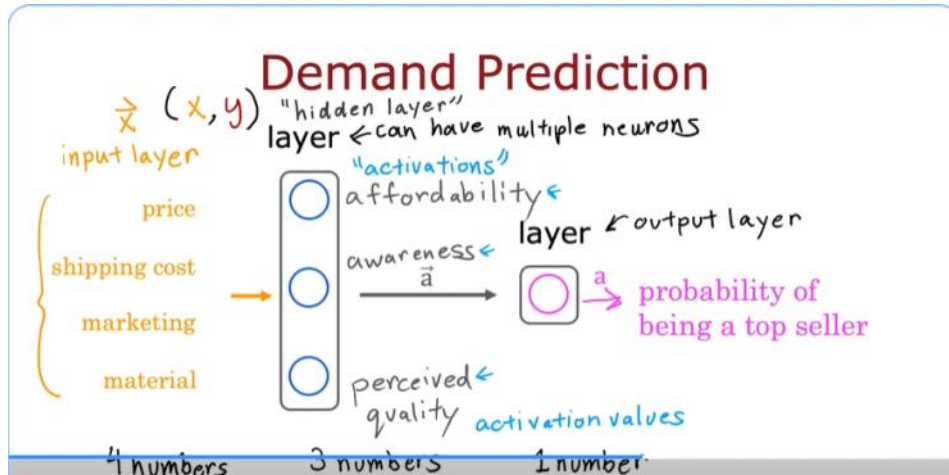 Demand Prediction
x⃗ (x, y) "hidden layer"
layer ← can have multiple neurons
input layer
"activations"
price
affordability ←
layer ← output layer
shipping cost
awareness ←
a⃗
a
probability of
being a top seller
marketing
material
perceived ←
quality activation values
4 numbers 3 numbers 1 number